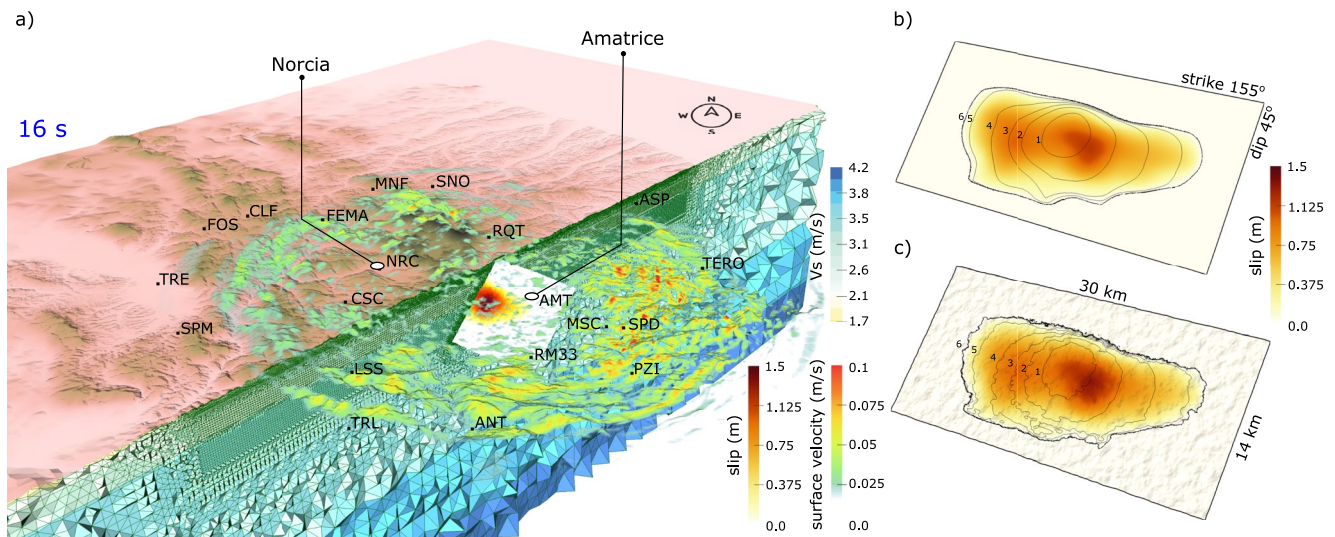 a)
Norcia
Amatrice
16 s
N
W E
S
MNF
SNO
ASP
CLF
FEMA
FOS
RQT
NRC
TERO
TRE
CSC
AMT
MSC
SPD
SPM
RM33
LSS
PZI
TRL
ANT
4.2
3.8
3.5
3.1
2.6
2.1
1.7
Vs (m/s)
1.5
1.125
0.75
0.375
0.0
slip (m)
0.1
0.075
0.05
0.025
0.0
surface velocity (m/s)
b)
strike 155°
dip 45°
6 5 4 3 2 1
1.5
1.125
0.75
0.375
0.0
slip (m)
c)
30 km
14 km
6 5 4 3 2 1